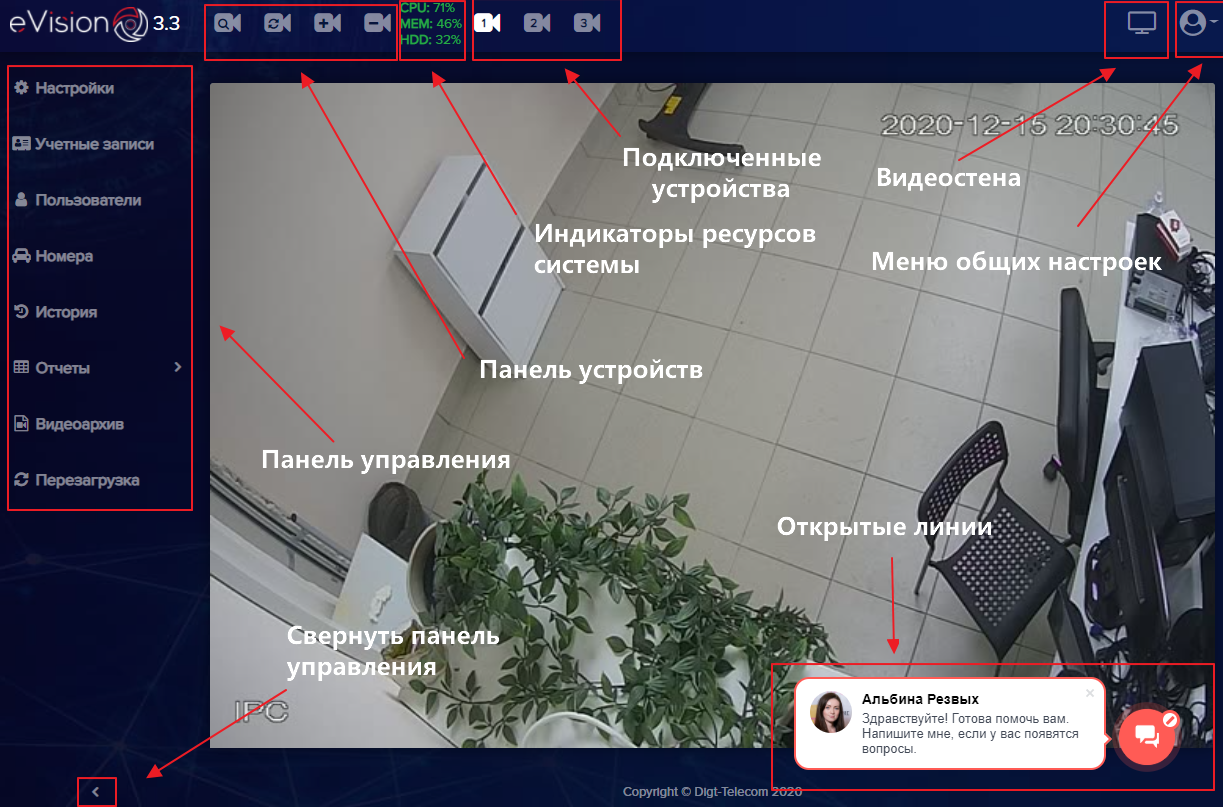 eVision 3.3
CPU: 71%
MEM: 46%
HDD: 32%
1
2
3
Настройки
Учетные записи
Пользователи
Номера
История
Отчеты
Видеоархив
Перезагрузка
2020-12-15 20:30:45
Подключенные
устройства
Видеостена
Индикаторы ресурсов
системы
Меню общих настроек
Панель устройств
Панель управления
Открытые линии
Свернуть панель
управления
IPC
Альбина Резвых
Здравствуйте! Готова помочь вам.
Напишите мне, если у вас появятся
вопросы.
Copyright © Digt-Telecom 2020